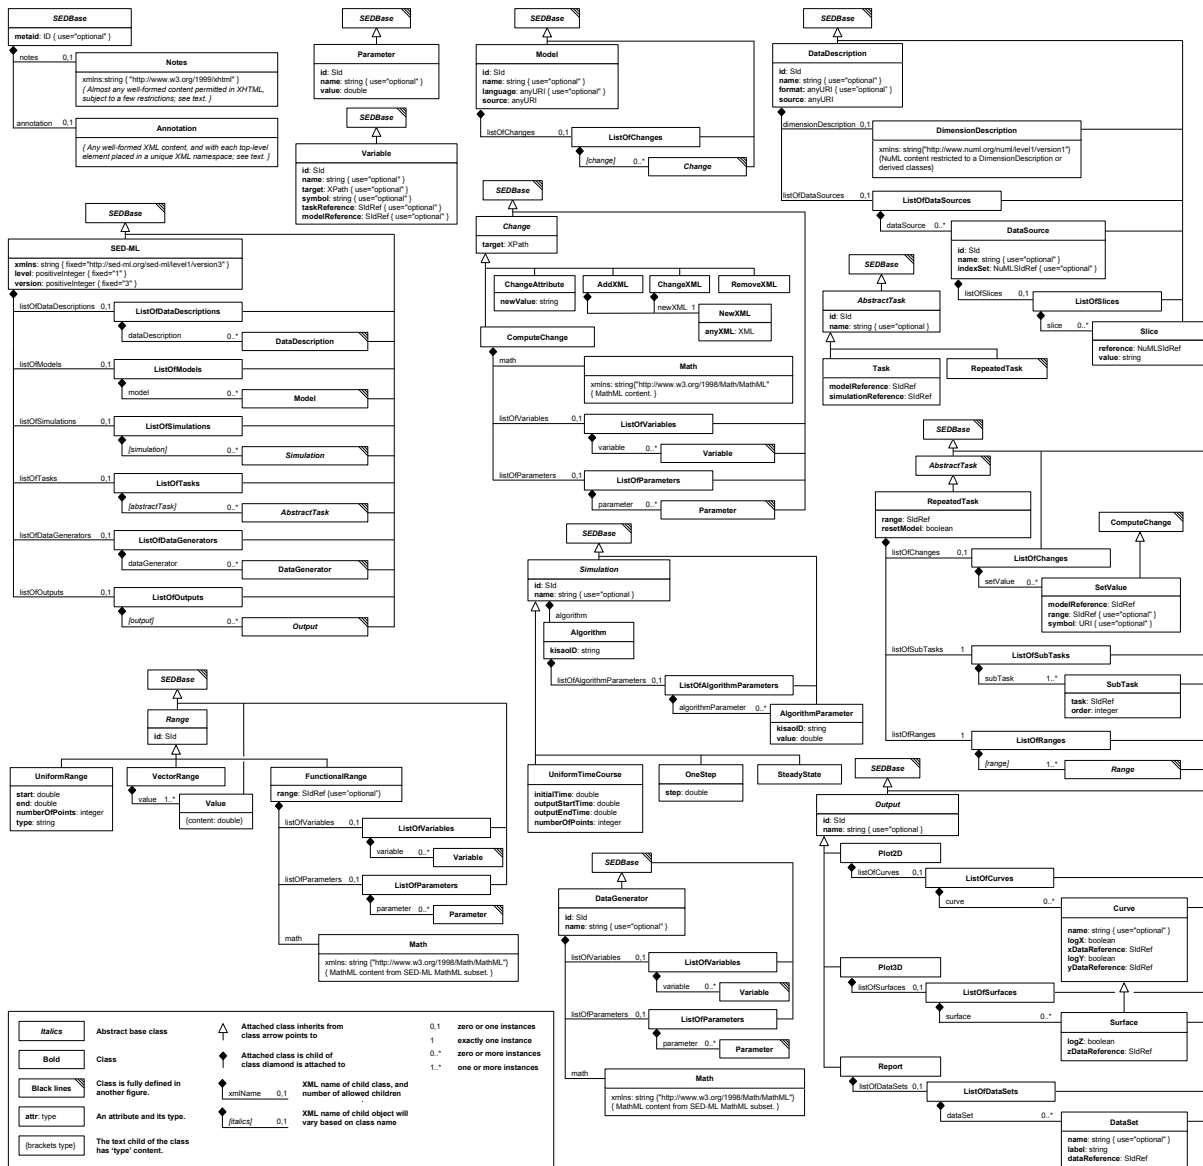 SEDBase
metaid: ID { use="optional" }
notes 0,1
Notes
xmlns:string { "http://www.w3.org/1999/xhtml" }
{ Almost any well-formed content permitted in XHTML,
subject to a few restrictions; see text. }
annotation 0,1
Annotation
{ Any well-formed XML content, and with each top-level
element placed in a unique XML namespace; see text. }
SEDBase
Parameter
id: SId
name: string { use="optional" }
value: double
SEDBase
Variable
id: SId
name: string { use="optional" }
target: XPath { use="optional" }
symbol: string { use="optional" }
taskReference: SIdRef { use="optional" }
modelReference: SIdRef { use="optional" }
SEDBase
Model
id: SId
name: string { use="optional" }
language: anyURI { use="optional" }
source: anyURI
listOfChanges 0,1
ListOfChanges
[change] 0..*
Change
SEDBase
DataDescription
id: SId
name: string { use="optional" }
format: anyURI { use="optional" }
source: anyURI
dimensionDescription 0,1
DimensionDescription
xmlns: string{"http://www.numl.org/numl/level1/version1"}
{NuML content restricted to a DimensionDescription or
derived classes}
listOfDataSources 0,1
ListOfDataSources
dataSource 0..*
DataSource
id: SId
name: string { use="optional" }
indexSet: NuMLSIdRef { use="optional" }
listOfSlices 0,1
ListOfSlices
slice 0..*
Slice
reference: NuMLSIdRef
value: string
SEDBase
SED-ML
xmlns: string { fixed="http://sed-ml.org/sed-ml/level1/version3" }
level: positiveInteger { fixed="1" }
version: positiveInteger { fixed="3" }
listOfDataDescriptions 0,1
ListOfDataDescriptions
dataDescription 0..*
DataDescription
listOfModels 0,1
ListOfModels
model 0..*
Model
listOfSimulations 0,1
ListOfSimulations
[simulation] 0..*
Simulation
listOfTasks 0,1
ListOfTasks
[abstractTask] 0..*
AbstractTask
listOfDataGenerators 0,1
ListOfDataGenerators
dataGenerator 0..*
DataGenerator
listOfOutputs 0,1
ListOfOutputs
[output] 0..*
Output
SEDBase
Change
target: XPath
ChangeAttribute
newValue: string
AddXML
ChangeXML
RemoveXML
newXML 1
NewXML
anyXML: XML
ComputeChange
math
Math
xmlns: string{"http://www.w3.org/1998/Math/MathML"
{ MathML content. }
listOfVariables 0,1
ListOfVariables
variable 0..*
Variable
listOfParameters 0,1
ListOfParameters
parameter 0..*
Parameter
SEDBase
AbstractTask
id: SId
name: string { use="optional }
Task
modelReference: SIdRef
simulationReference: SIdRef
RepeatedTask
SEDBase
AbstractTask
RepeatedTask
range: SIdRef
resetModel: boolean
listOfChanges 0,1
ListOfChanges
setValue 0..*
ComputeChange
SetValue
modelReference: SIdRef
range: SIdRef { use="optional" }
symbol: URI { use="optional" }
listOfSubTasks 1
ListOfSubTasks
subTask 1..*
SubTask
task: SIdRef
order: integer
listOfRanges 1
ListOfRanges
[range] 1..*
Range
SEDBase
Simulation
id: SId
name: string { use="optional }
algorithm
Algorithm
kisaoID: string
listOfAlgorithmParameters 0,1
ListOfAlgorithmParameters
algorithmParameter 0..*
AlgorithmParameter
kisaoID: string
value: double
UniformTimeCourse
initialTime: double
outputStartTime: double
outputEndTime: double
numberOfPoints: integer
OneStep
step: double
SteadyState
SEDBase
Range
id: SId
UniformRange
start: double
end: double
numberOfPoints: integer
type: string
VectorRange
value 1..*
Value
{content: double}
FunctionalRange
range: SIdRef {use="optional"}
listOfVariables 0,1
ListOfVariables
variable 0..*
Variable
listOfParameters 0,1
ListOfParameters
parameter 0..*
Parameter
math
Math
xmlns: string {"http://www.w3.org/1998/Math/MathML"}
{ MathML content from SED-ML MathML subset. }
SEDBase
DataGenerator
id: SId
name: string { use="optional" }
listOfVariables 0,1
ListOfVariables
variable 0..*
Variable
listOfParameters 0,1
ListOfParameters
parameter 0..*
Parameter
math
Math
xmlns: string {"http://www.w3.org/1998/Math/MathML"}
{ MathML content from SED-ML MathML subset. }
SEDBase
Output
id: SId
name: string { use="optional }
Plot2D
listOfCurves 0,1
ListOfCurves
curve 0..*
Curve
name: string { use="optional" }
logX: boolean
xDataReference: SIdRef
logY: boolean
yDataReference: SIdRef
Plot3D
listOfSurfaces 0,1
ListOfSurfaces
surface 0..*
Surface
logZ: boolean
zDataReference: SIdRef
Report
listOfDataSets 0,1
ListOfDataSets
dataSet 0..*
DataSet
name: string { use="optional" }
label: string
dataReference: SIdRef
Italics
Abstract base class
Bold
Class
Black lines
Class is fully defined in
another figure.
attr: type
An attribute and its type.
{brackets type}
The text child of the class
has 'type' content.
Attached class inherits from
class arrow points to
Attached class is child of
class diamond is attached to
xmlName 0,1
XML name of child class, and
number of allowed children
[italics] 0,1
XML name of child object will
vary based on class name
0,1 zero or one instances
1 exactly one instance
0..* zero or more instances
1..* one or more instances